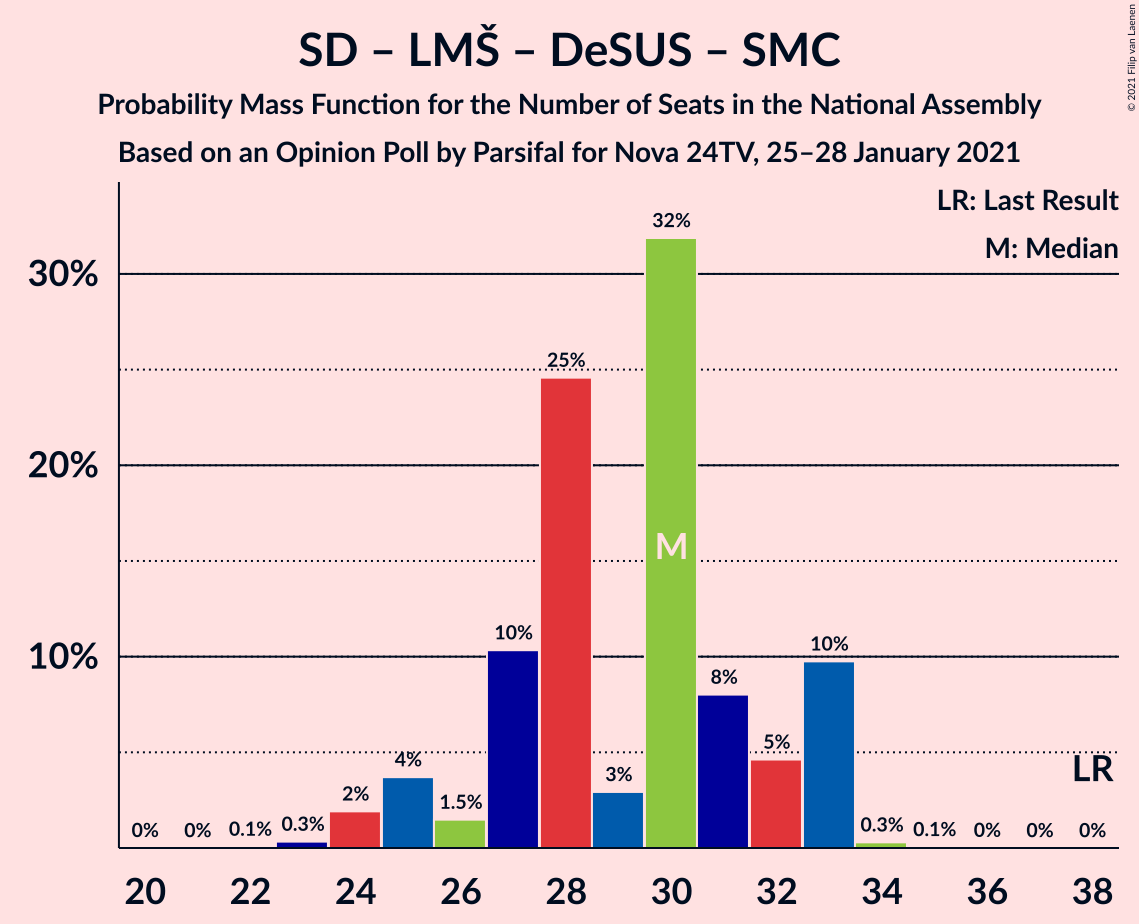 SD – LMŠ – DeSUS – SMC
Probability Mass Function for the Number of Seats in the National Assembly
Based on an Opinion Poll by Parsifal for Nova 24TV, 25–28 January 2021
© 2021 Filip van Laenen
LR: Last Result
M: Median
30%
20%
10%
0% 0% 0.1% 0.3% 2% 4% 1.5% 10% 25% 3% 32% 8% 5% 10% 0.3% 0.1% 0% 0% 0%
M
LR
20 22 24 26 28 30 32 34 36 38